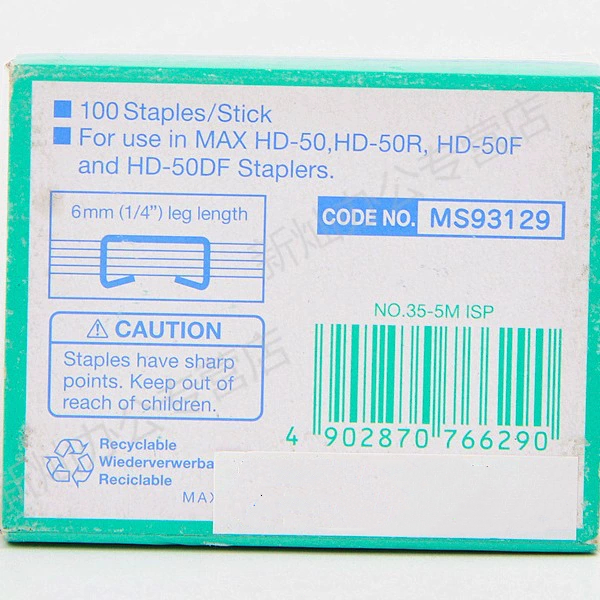 100 Staples/Stick
For use in MAX HD-50,HD-50R, HD-50F
and HD-50DF Staplers.
6mm (1/4") leg length
CODE NO. MS93129
NO.35-5M ISP
CAUTION
Staples have sharp
points. Keep out of
reach of children.
4 902870 766290
Recyclable
Wiederverwerba
Reciclable
MAX